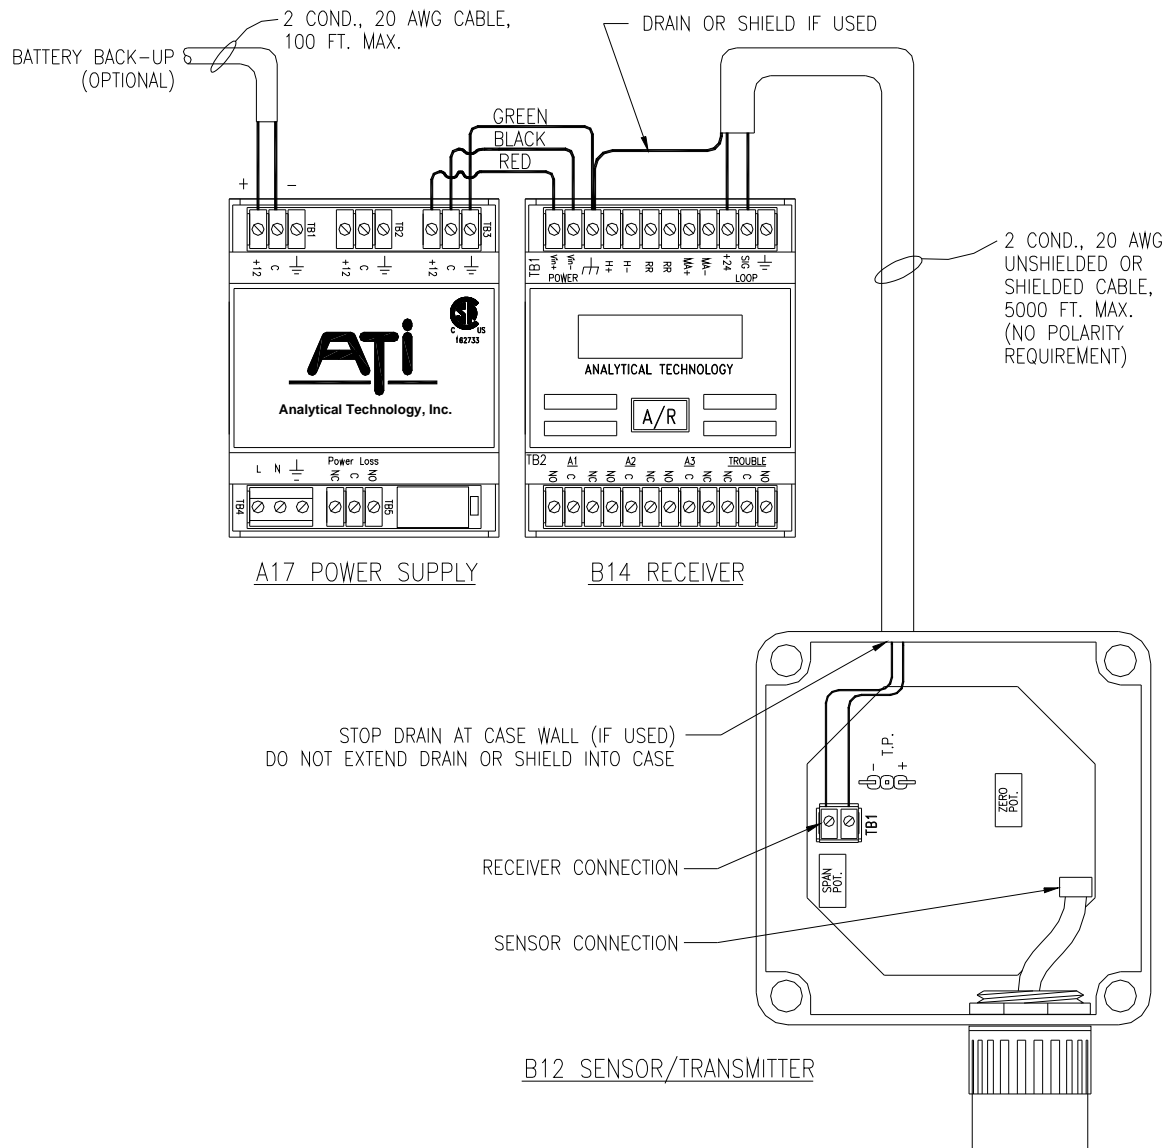 2 COND., 20 AWG CABLE,
100 FT. MAX.
DRAIN OR SHIELD IF USED
BATTERY BACK-UP
(OPTIONAL)
GREEN
BLACK
RED
+ -
TB1
TB2
TB3
+12 C
+12 C
+12 C
TB1
Vin+ Vin- H+ H- RR RR MA+ MA- +24 SIG
POWER
LOOP
2 COND., 20 AWG
UNSHIELDED OR
SHIELDED CABLE,
5000 FT. MAX.
(NO POLARITY
REQUIREMENT)
C US
162733
ATi
Analytical Technology, Inc.
ANALYTICAL TECHNOLOGY
A/R
L N
Power Loss
NC C NO
TB4
TB5
TB2 A1 A2 A3 TROUBLE
NO C NC NO C NC NO C NC NC C NO
A17 POWER SUPPLY
B14 RECEIVER
STOP DRAIN AT CASE WALL (IF USED)
DO NOT EXTEND DRAIN OR SHIELD INTO CASE
- T.P. +
ZERO
POT.
TB1
RECEIVER CONNECTION
SPAN
POT.
SENSOR CONNECTION
B12 SENSOR/TRANSMITTER